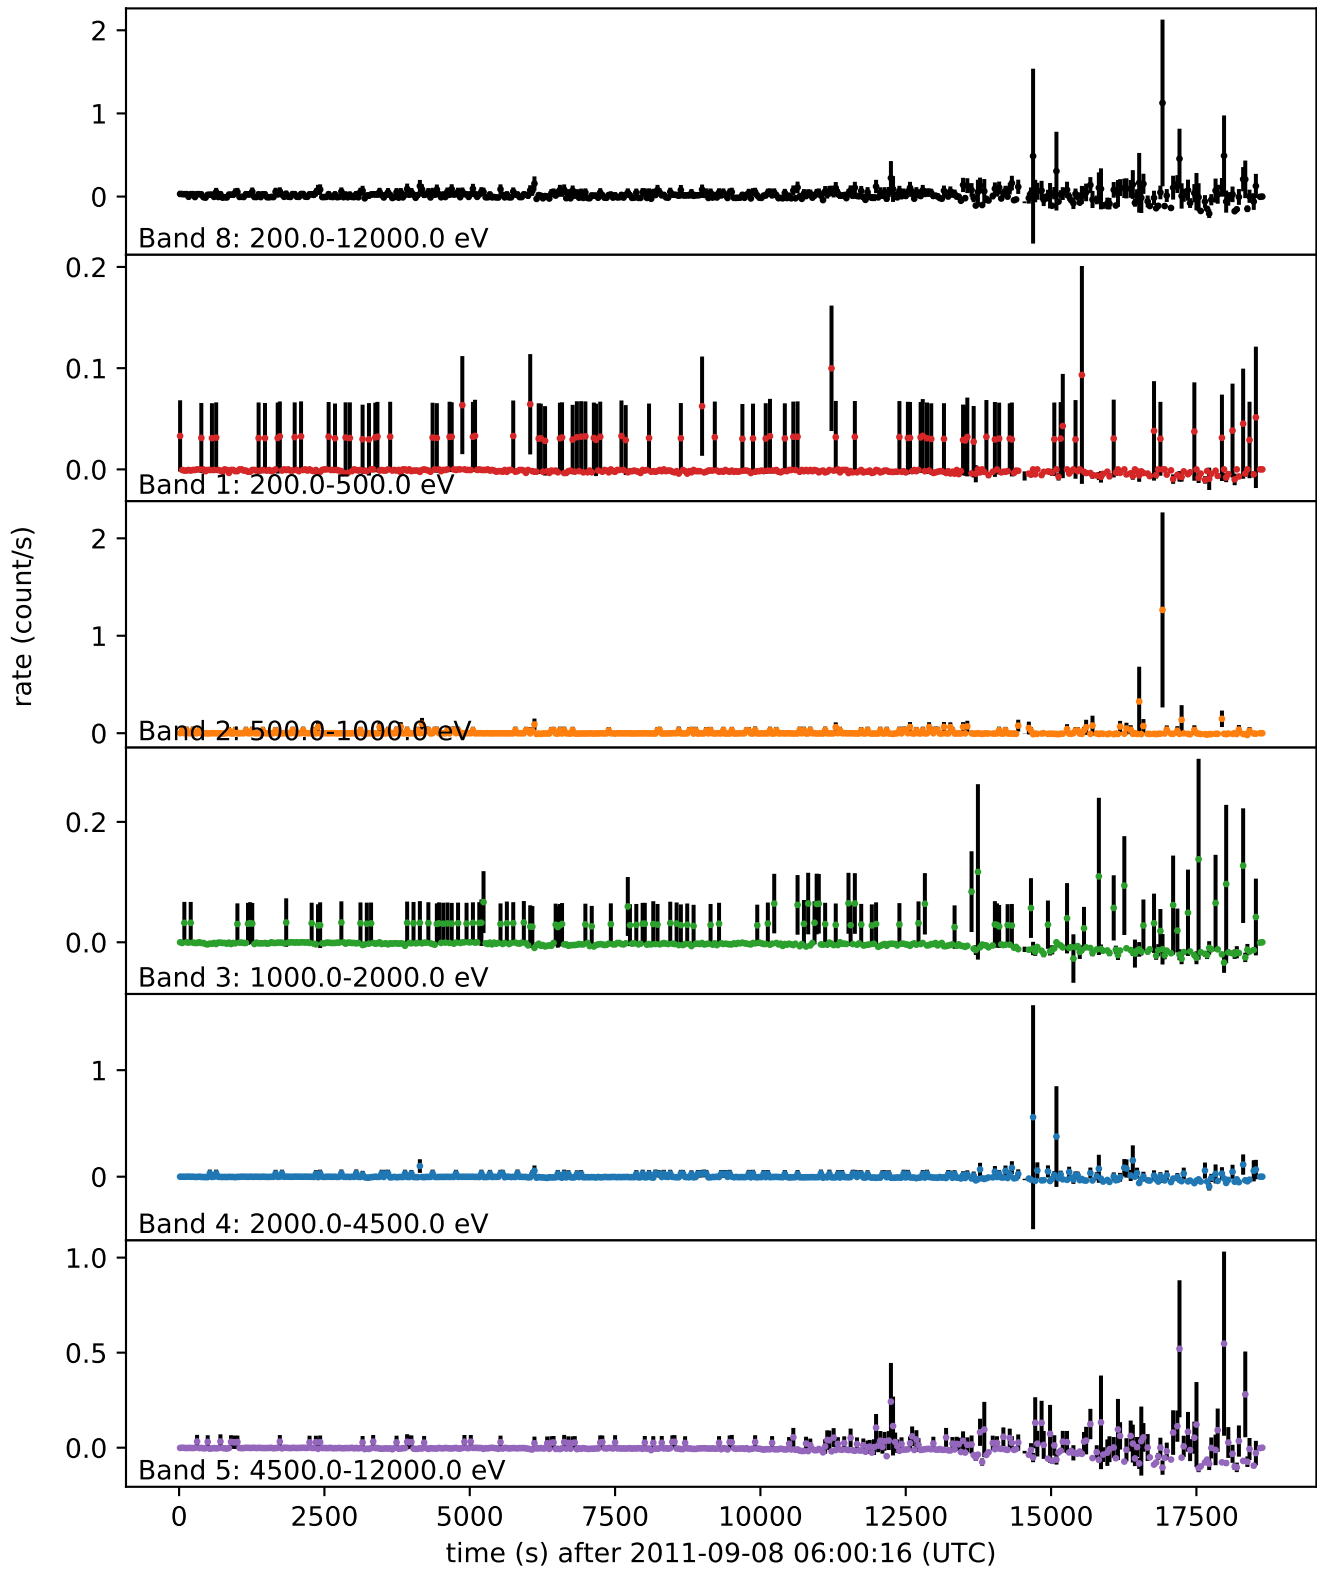 2
1
0
Band 8: 200.0-12000.0 eV
0.2
0.1
0.0
Band 1: 200.0-500.0 eV
rate (count/s)
2
1
0
Band 2: 500.0-1000.0 eV
0.2
0.0
Band 3: 1000.0-2000.0 eV
1
0
Band 4: 2000.0-4500.0 eV
1.0
0.5
0.0
Band 5: 4500.0-12000.0 eV
0 2500 5000 7500 10000 12500 15000 17500
time (s) after 2011-09-08 06:00:16 (UTC)